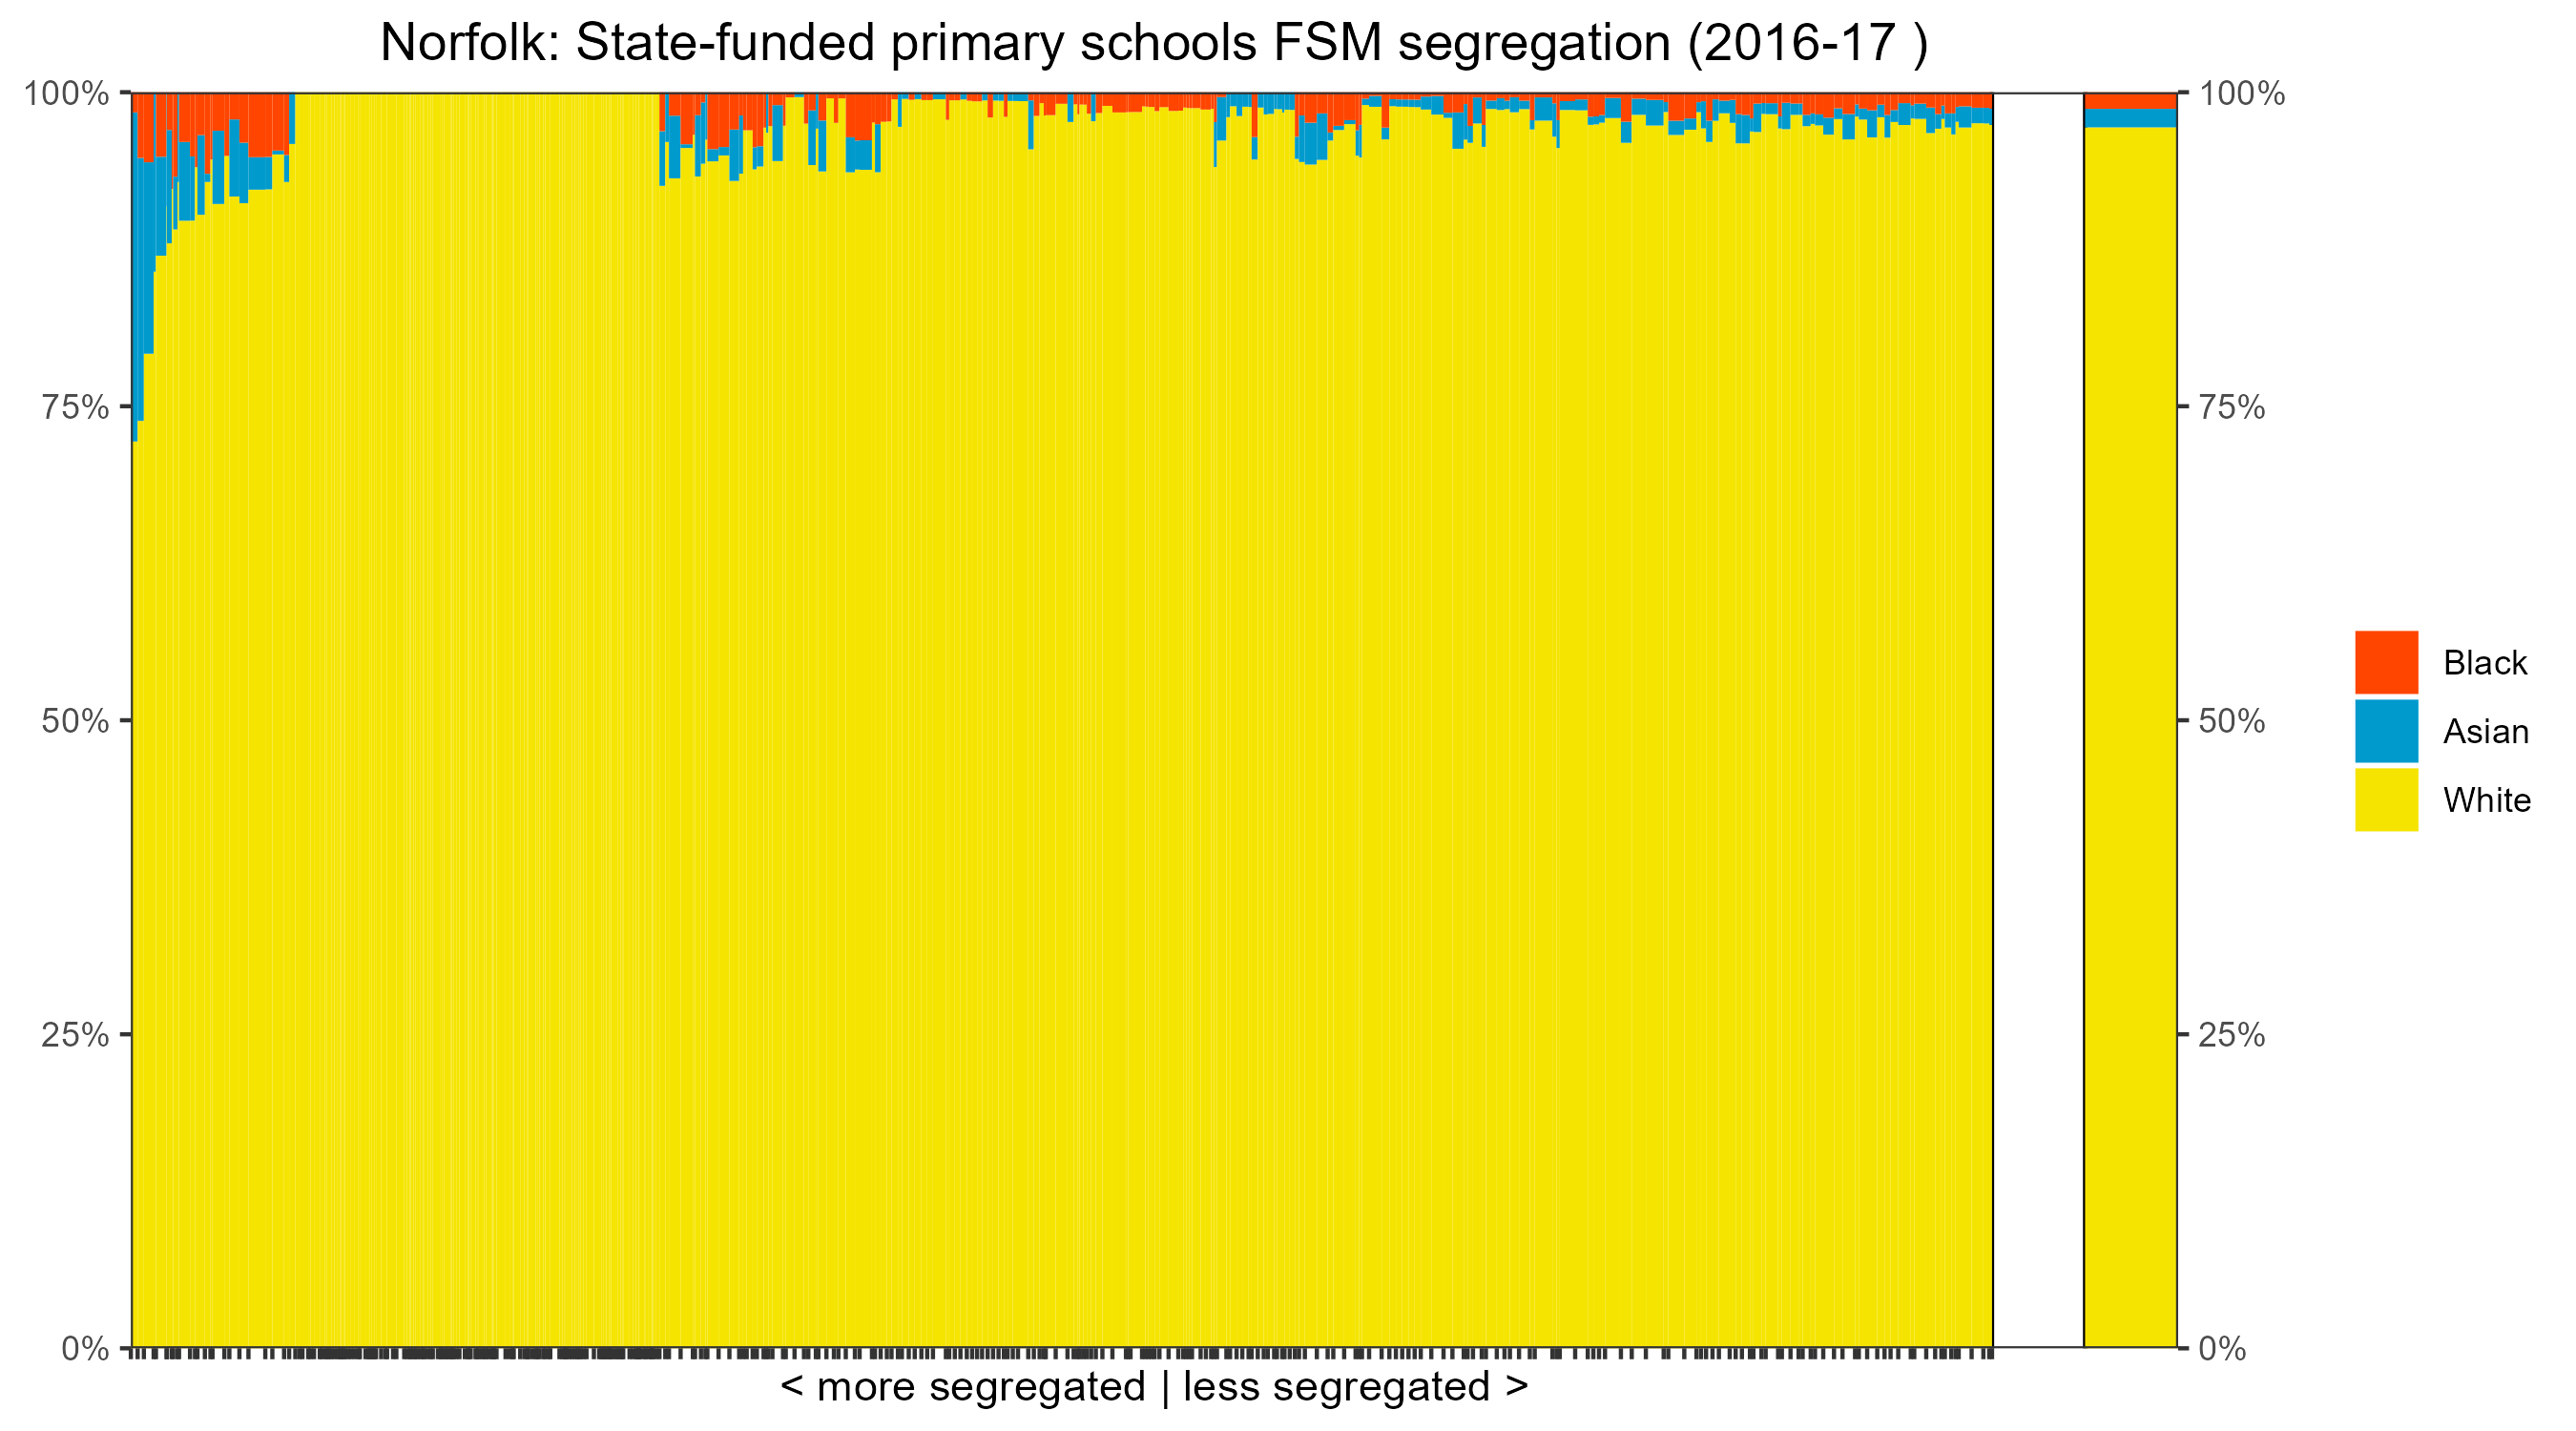 Norfolk: State-funded primary schools FSM segregation (2016-17 )
100%
75%
50%
25%
0%
100%
75%
50%
25%
0%
< more segregated | less segregated >
Black
Asian
White